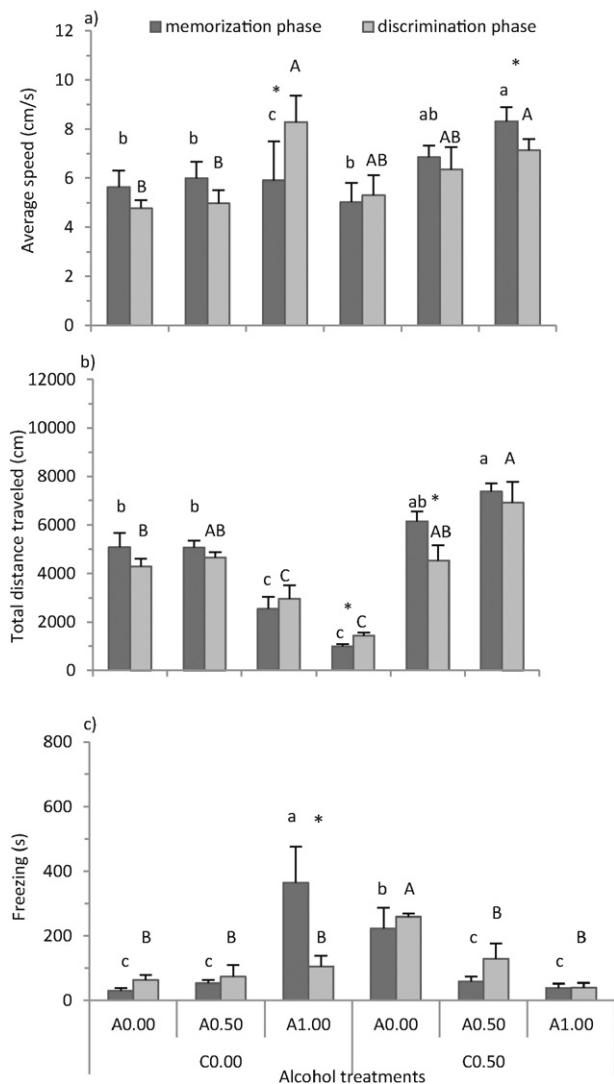 a)
memorization phase discrimination phase
Average speed (cm/s)
12
10
8
6
4
2
0
b B b B * c A b AB ab AB * a A
b)
Total distance traveled (cm)
12000
10000
8000
6000
4000
2000
0
b B b AB c C * c C ab * AB a A
c)
Freezing (s)
800
600
400
200
0
c B c B a * B b A c B c B
A0.00 A0.50 A1.00 A0.00 A0.50 A1.00
C0.00 C0.50
Alcohol treatments